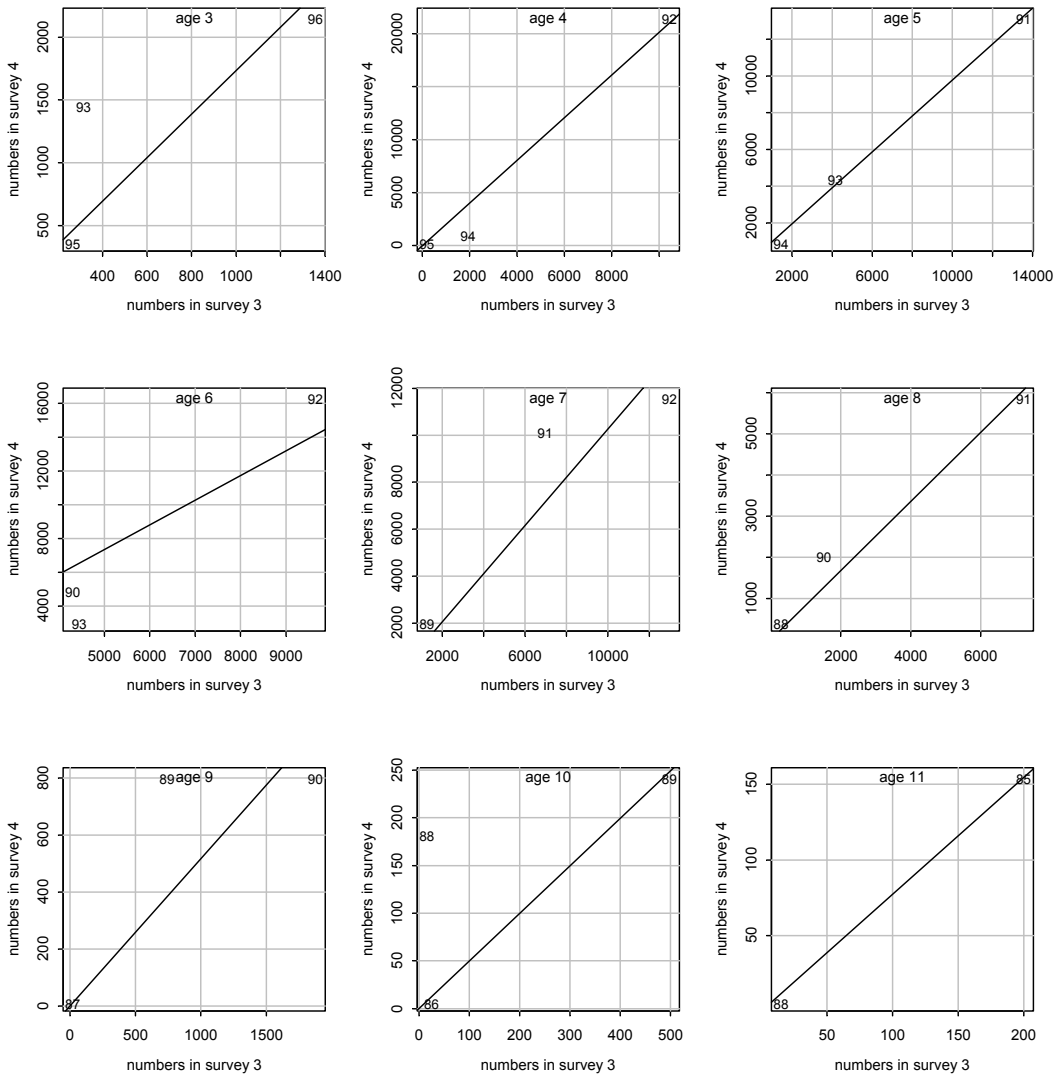 age 3
96
93
95
500 1000 1500 2000
numbers in survey 4
400 600 800 1000 1400
numbers in survey 3
age 4
92
94
95
0 5000 10000 20000
numbers in survey 4
0 2000 4000 6000 8000
numbers in survey 3
age 5
91
93
94
2000 6000 10000
numbers in survey 4
2000 6000 10000 14000
numbers in survey 3
age 6
92
90
93
4000 8000 12000 16000
numbers in survey 4
5000 6000 7000 8000 9000
numbers in survey 3
age 7
92
91
89
2000 4000 6000 8000 12000
numbers in survey 4
2000 6000 10000
numbers in survey 3
age 8
91
90
88
1000 3000 5000
numbers in survey 4
2000 4000 6000
numbers in survey 3
89 age 9
90
87
0 200 400 600 800
numbers in survey 4
0 500 1000 1500
numbers in survey 3
age 10
89
88
86
0 50 100 150 200 250
numbers in survey 4
0 100 200 300 400 500
numbers in survey 3
age 11
85
88
50 100 150
numbers in survey 4
50 100 150 200
numbers in survey 3